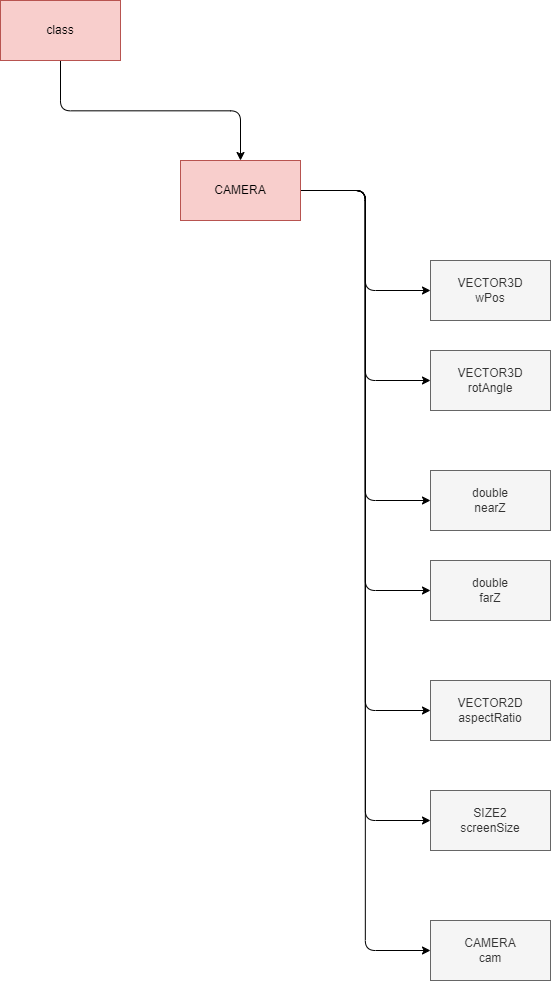 class
CAMERA
VECTOR3D
wPos
VECTOR3D
rotAngle
double
nearZ
double
farZ
VECTOR2D
aspectRatio
SIZE2
screenSize
CAMERA
cam